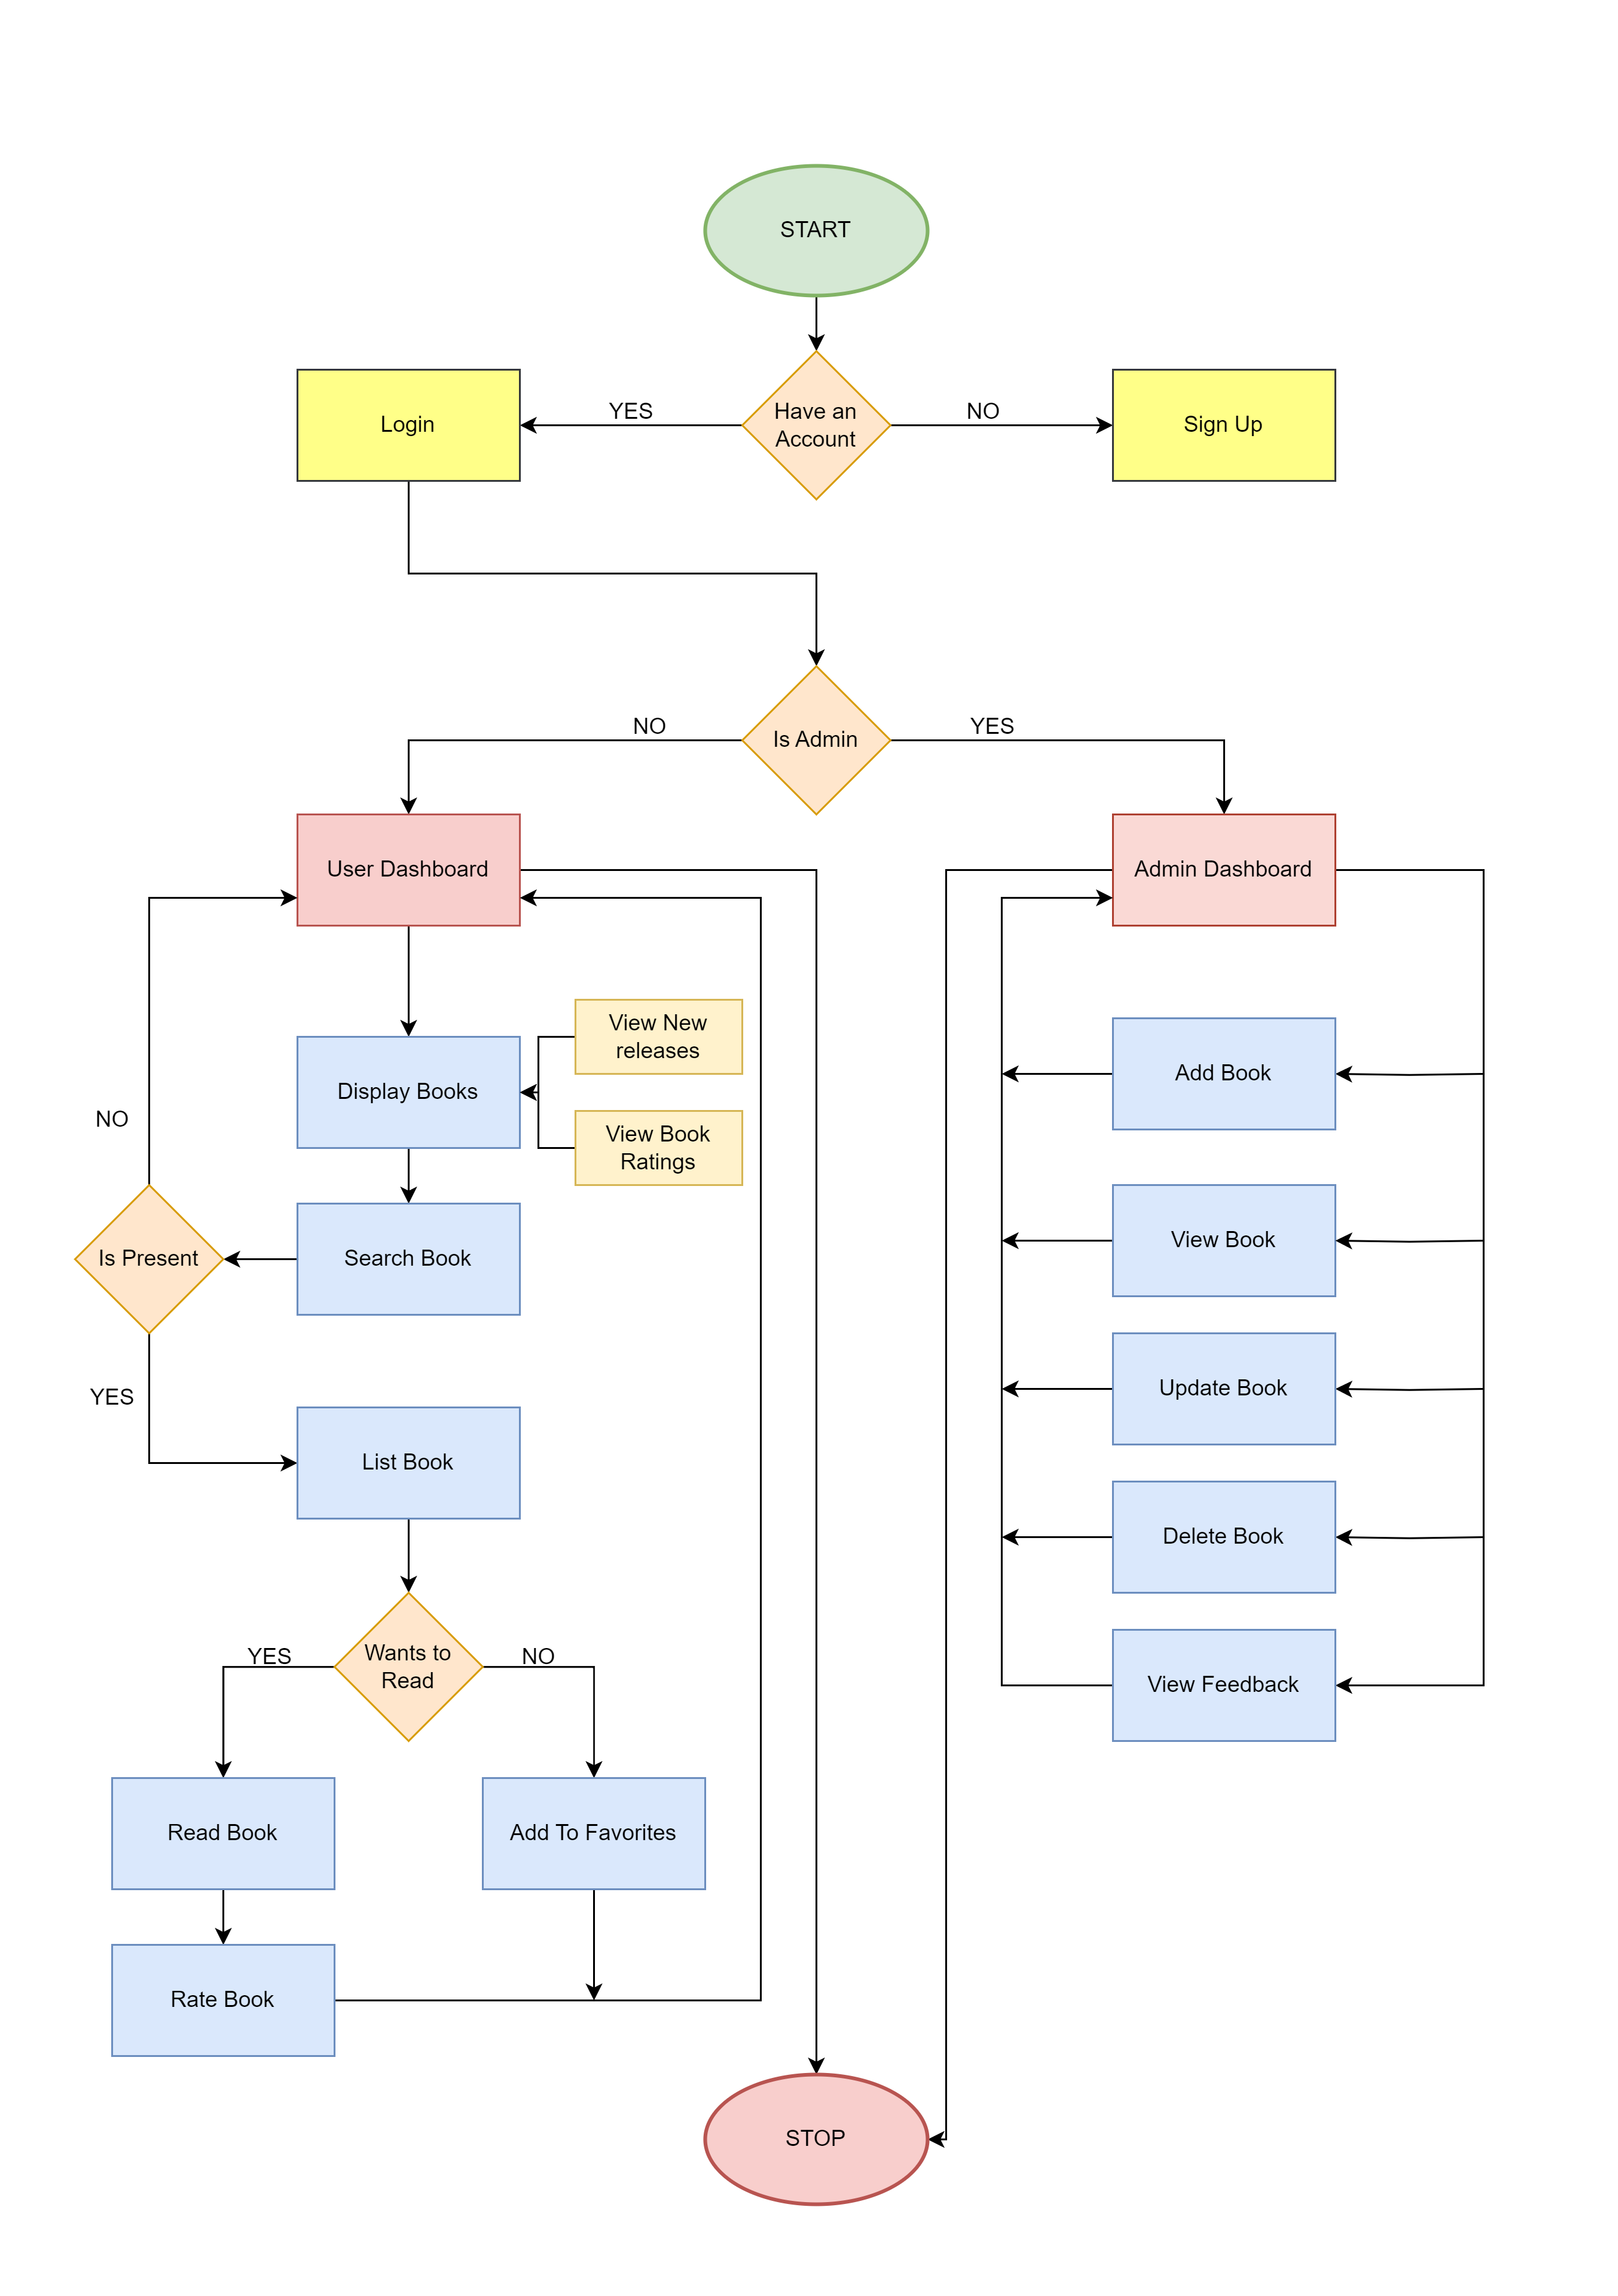 START
Login
YES
Have an
Account
NO
Sign Up
NO
Is Admin
YES
User Dashboard
Admin Dashboard
View New
releases
Display Books
View Book
Ratings
Add Book
NO
Is Present
Search Book
View Book
YES
List Book
Update Book
Delete Book
YES
Wants to
Read
NO
View Feedback
Read Book
Add To Favorites
Rate Book
STOP